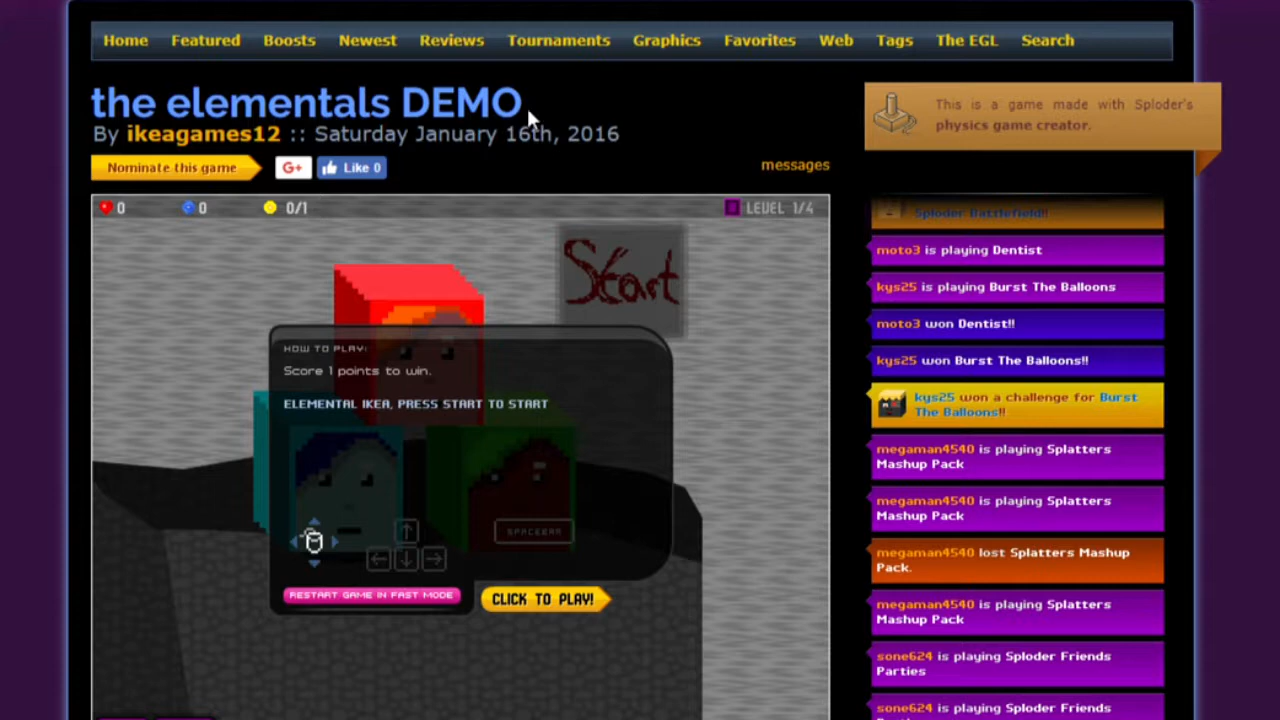 Home Featured Boosts Newest Reviews Tournaments Graphics Favorites Web Tags The EGL Search
the elementals DEMO
By ikeagames12 :: Saturday January 16th, 2016
Nominate this game G+ Like 0
messages
This is a game made with Sploder's
physics game creator.
0 0 0/1 LEVEL 1/4
Start
HOW TO PLAY:
Score 1 points to win.
ELEMENTAL IKEA, PRESS START TO START
SPACEBAR
RESTART GAME IN FAST MODE
CLICK TO PLAY!
Sploder Battlefield!!
moto3 is playing Dentist
kys25 is playing Burst The Balloons
moto3 won Dentist!!
kys25 won Burst The Balloons!!
kys25 won a challenge for Burst
The Balloons!!
megaman4540 is playing Splatters
Mashup Pack
megaman4540 is playing Splatters
Mashup Pack
megaman4540 lost Splatters Mashup
Pack.
megaman4540 is playing Splatters
Mashup Pack
sone624 is playing Sploder Friends
Parties
sone624 is playing Sploder Friends